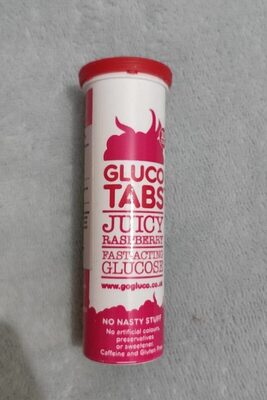 GLUCO
TABS
JUICY
RASPBERRY
FAST-ACTING
GLUCOSE
www.gogluco.co.uk
NO NASTY STUFF
No artificial colours,
preservatives
or sweetener.
Caffeine and Gluten Free